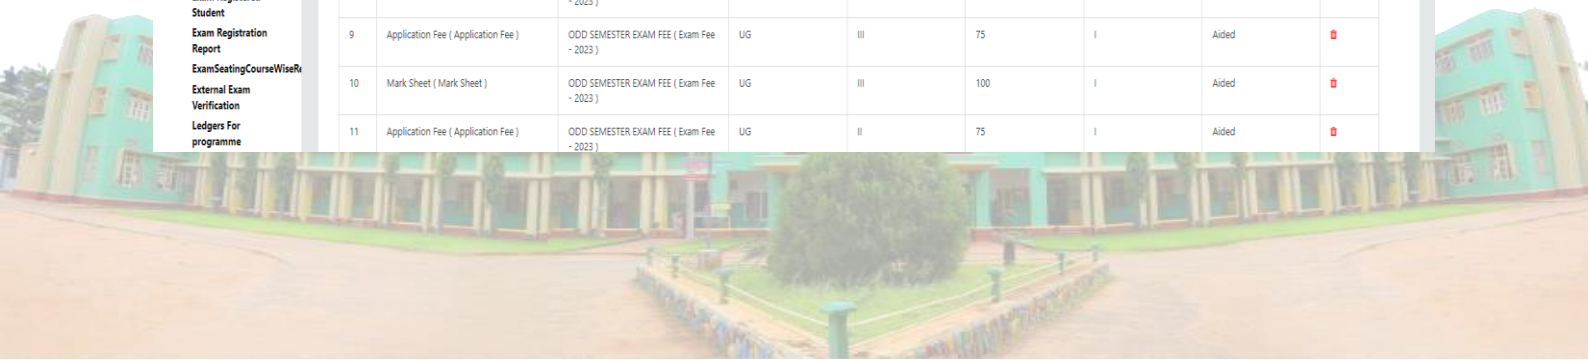 Student
Exam Registration
Report
ExamSeatingCourseWiseRe
External Exam
Verification
Ledgers For
programme
- 2023 )
9 Application Fee ( Application Fee ) ODD SEMESTER EXAM FEE ( Exam Fee UG III 75 I Aided
- 2023 )
10 Mark Sheet ( Mark Sheet ) ODD SEMESTER EXAM FEE ( Exam Fee UG III 100 I Aided
- 2023 )
11 Application Fee ( Application Fee ) ODD SEMESTER EXAM FEE ( Exam Fee UG II 75 I Aided
- 2023 )